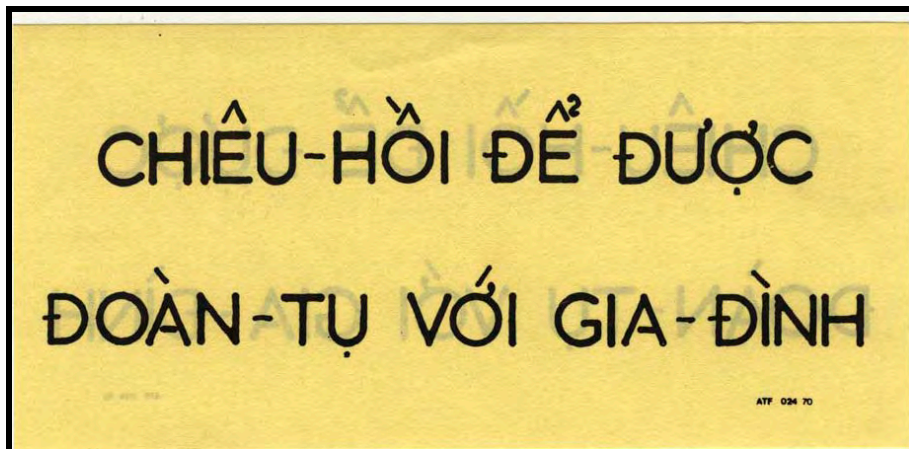 CHIÊU-HỒI ĐỂ ĐƯỢC
ĐOÀN-TỤ VỚI GIA-ĐÌNH
ATF 024 70